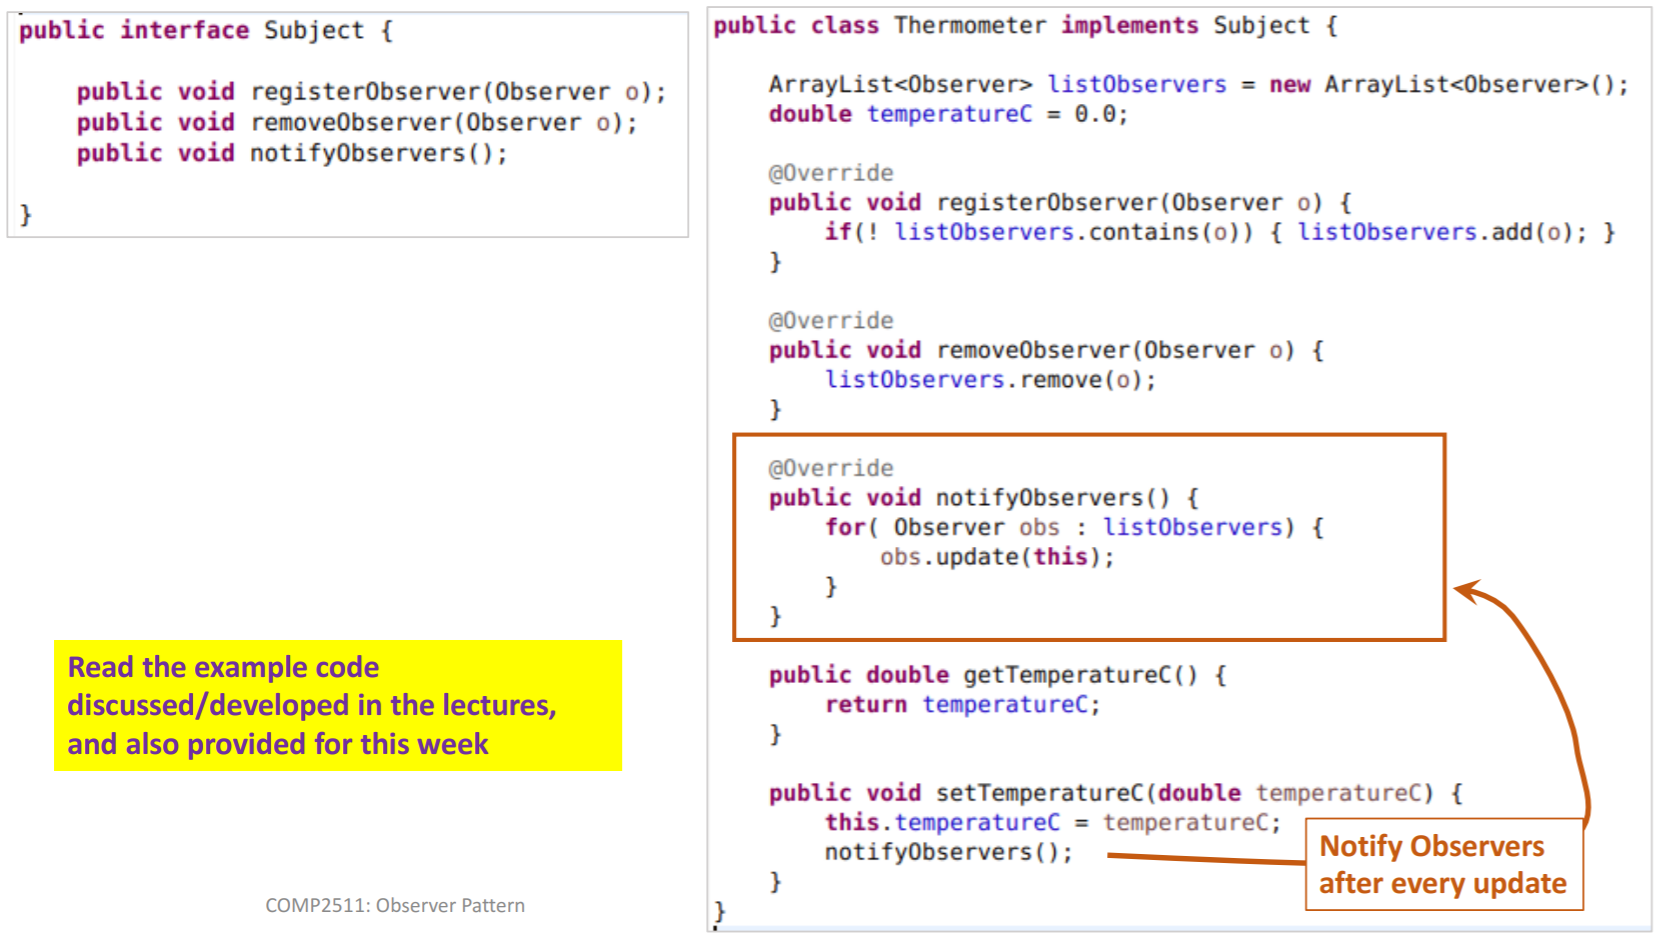 public interface Subject {
public void registerObserver(Observer o);
public void removeObserver(Observer o);
public void notifyObservers();
}
Read the example code
discussed/developed in the lectures,
and also provided for this week
COMP2511: Observer Pattern
public class Thermometer implements Subject {
ArrayList<Observer> listObservers = new ArrayList<Observer>();
double temperatureC = 0.0;
@Override
public void registerObserver(Observer o) {
if(! listObservers.contains(o)) { listObservers.add(o); }
}
@Override
public void removeObserver(Observer o) {
listObservers.remove(o);
}
@Override
public void notifyObservers() {
for( Observer obs : listObservers) {
obs.update(this);
}
}
public double getTemperatureC() {
return temperatureC;
}
public void setTemperatureC(double temperatureC) {
this.temperatureC = temperatureC;
notifyObservers();
}
}
Notify Observers
after every update